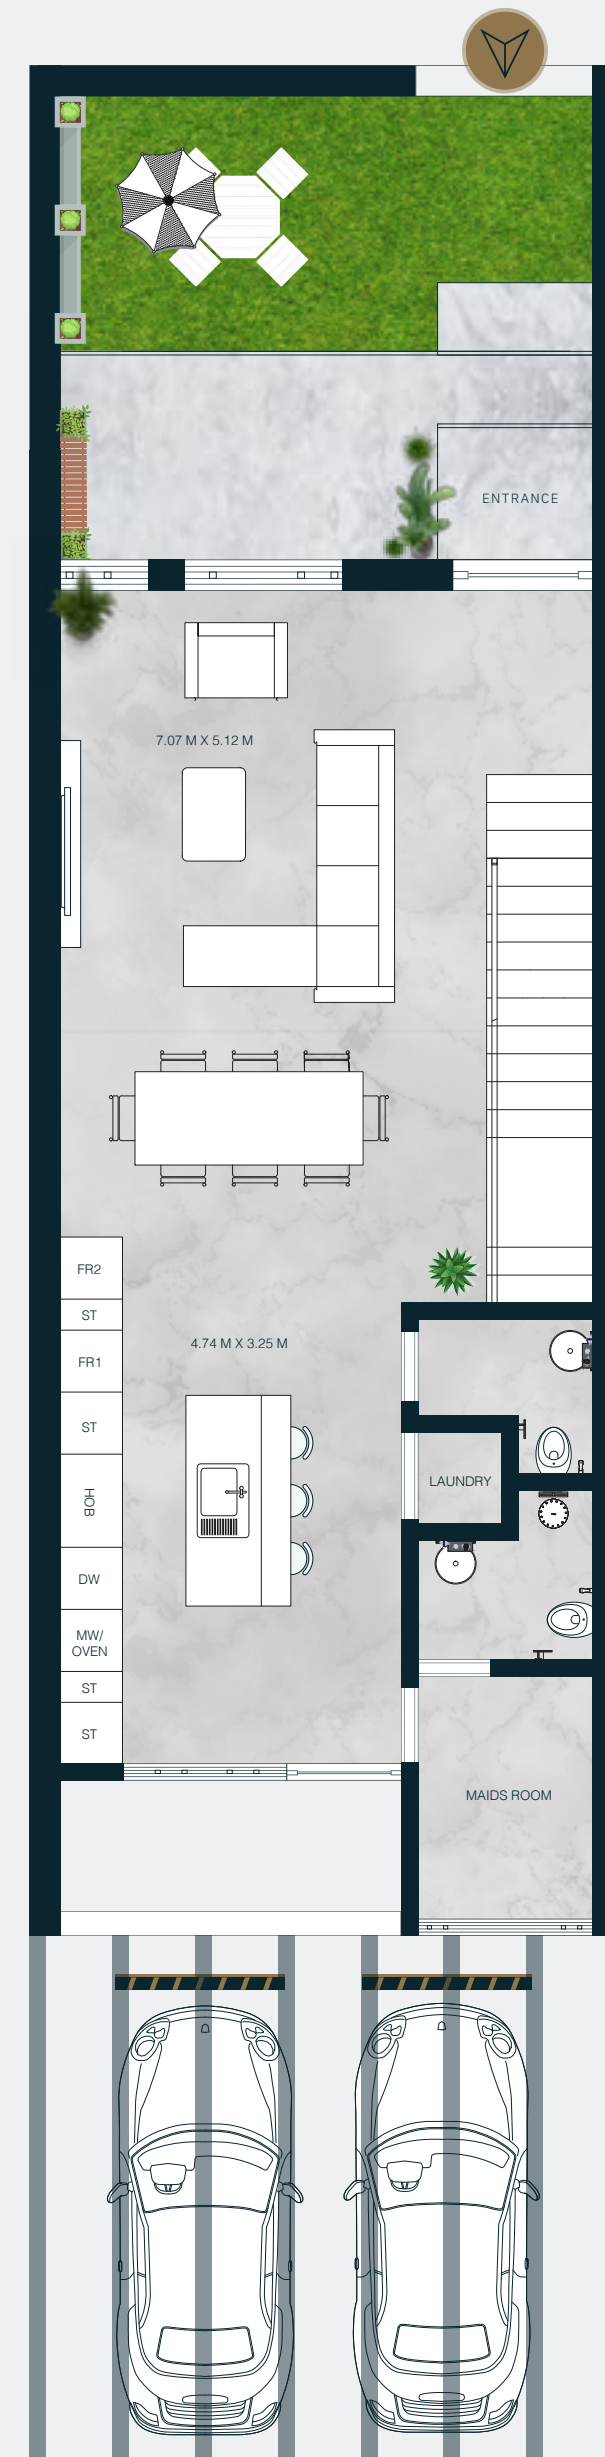 ENTRANCE
7.07 M X 5.12 M
FR2
ST
FR1
4.74 M X 3.25 M
ST
HOB
LAUNDRY
DW
MW/
OVEN
ST
ST
MAIDS ROOM